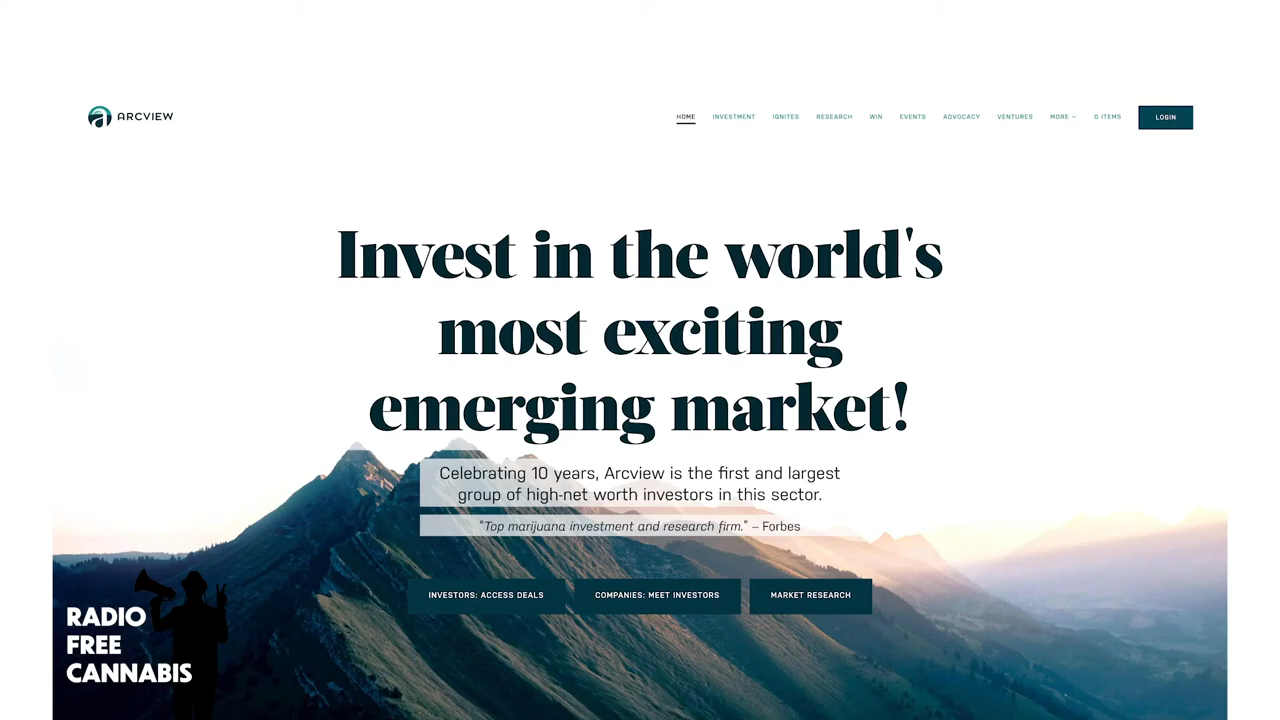 ARCVIEW
HOME INVESTMENT IGNITES RESEARCH WIN EVENTS ADVOCACY VENTURES MORE 0 ITEMS LOGIN
Invest in the world's
most exciting
emerging market!
Celebrating 10 years, Arcview is the first and largest
group of high-net worth investors in this sector.
"Top marijuana investment and research firm." – Forbes
INVESTORS: ACCESS DEALS COMPANIES: MEET INVESTORS MARKET RESEARCH
RADIO
FREE
CANNABIS